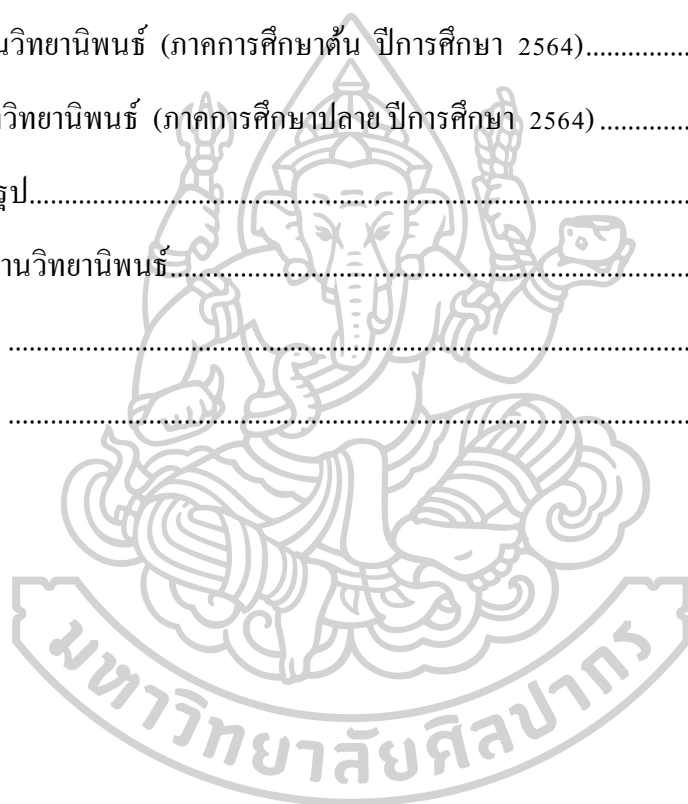 นวิทยานิพนธ์ (ภาคการศึกษาต้น ปีการศึกษา 2564)................
วิทยานิพนธ์ (ภาคการศึกษาปลาย ปีการศึกษา 2564)...............
รุป................................................................................................
านวิทยานิพนธ์............................................................................
...................................................................................................
...................................................................................................
มหาวิทยาลัยศิลปากร